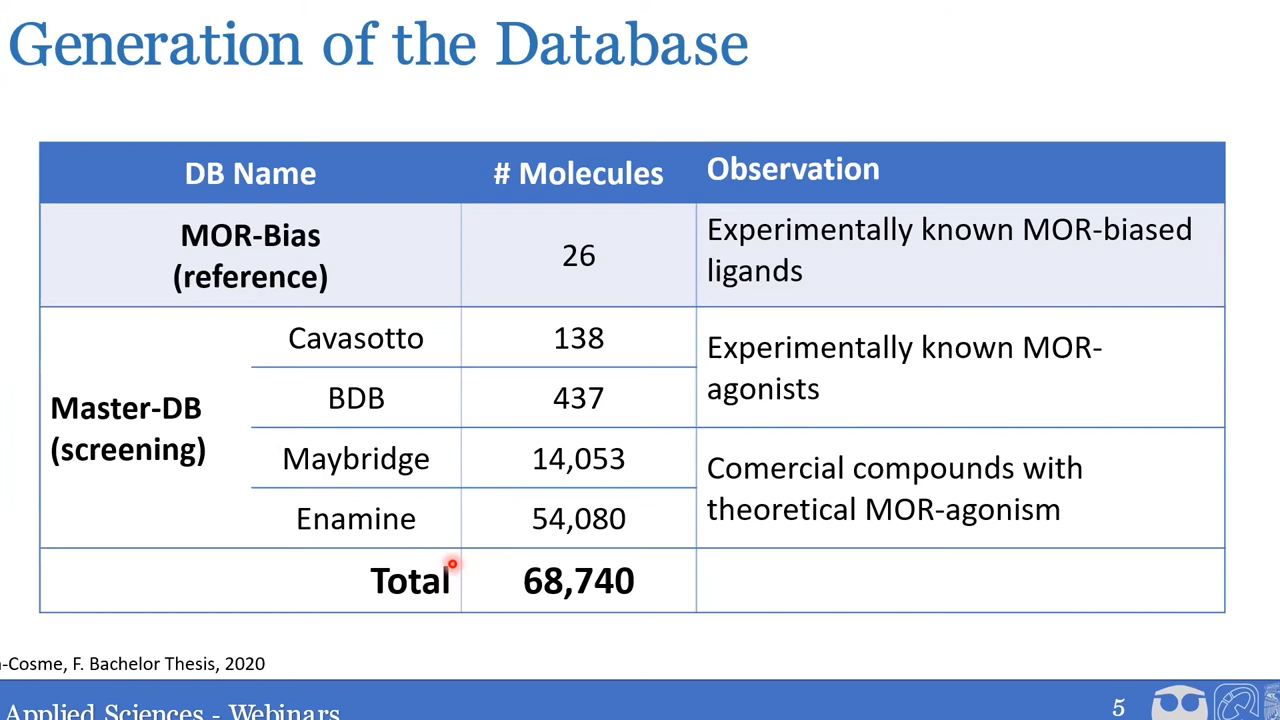 Generation of the Database
DB Name # Molecules Observation
MOR-Bias
(reference)
26
Experimentally known MOR-biased
ligands
Master-DB
(screening)
Cavasotto 138
Experimentally known MOR-
agonists
BDB 437
Maybridge 14,053
Comercial compounds with
theoretical MOR-agonism
Enamine 54,080
Total 68,740
-Cosme, F. Bachelor Thesis, 2020
Applied Sciences - Webinars
5